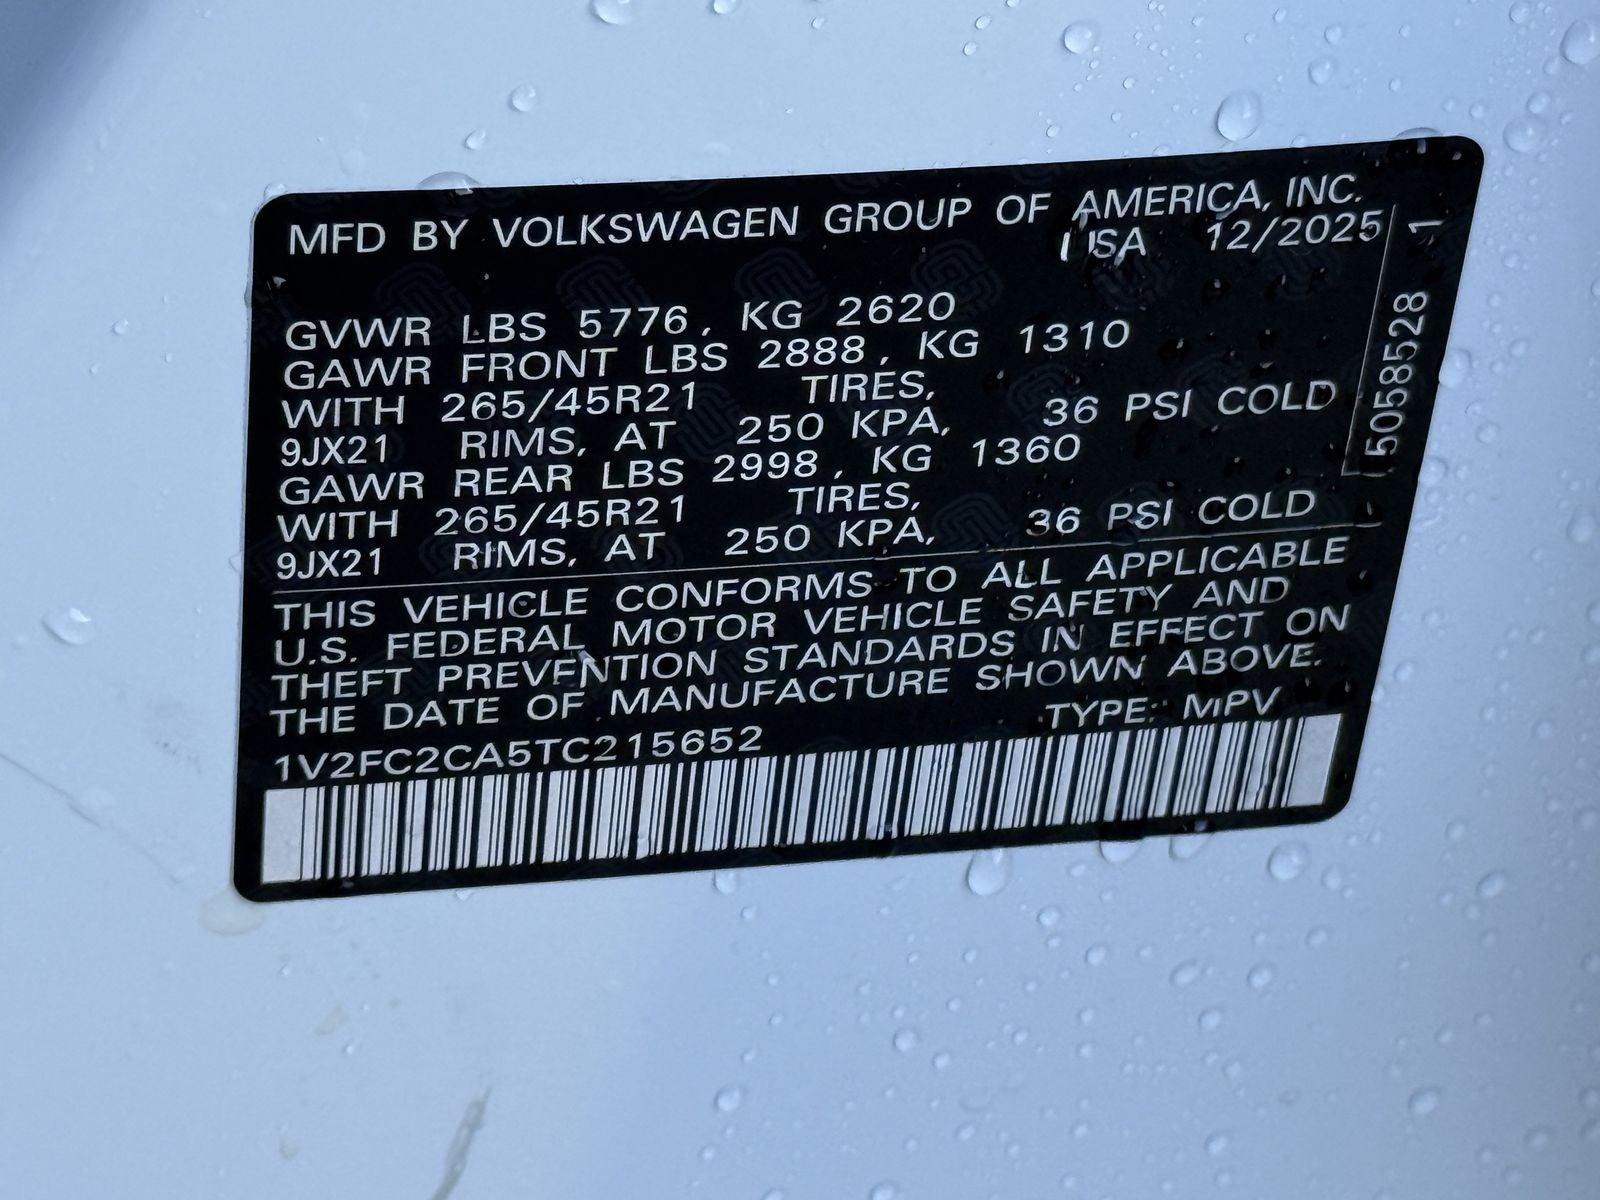 MFD BY VOLKSWAGEN GROUP OF AMERICA, INC.
USA 12/2025
GVWR LBS 5776, KG 2620
GAWR FRONT LBS 2888, KG 1310
WITH 265/45R21 TIRES,
9JX21 RIMS, AT 250 KPA, 36 PSI COLD
GAWR REAR LBS 2998, KG 1360
WITH 265/45R21 TIRES,
9JX21 RIMS, AT 250 KPA, 36 PSI COLD
THIS VEHICLE CONFORMS TO ALL APPLICABLE
U.S. FEDERAL MOTOR VEHICLE SAFETY AND
THEFT PREVENTION STANDARDS IN EFFECT ON
THE DATE OF MANUFACTURE SHOWN ABOVE.
1V2FC2CA5TC215652 TYPE: MPV
5058528 1